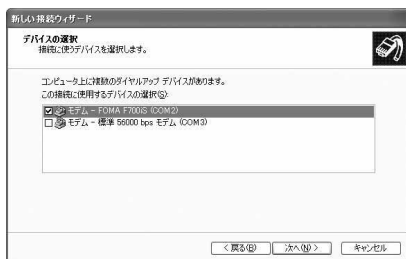 新しい接続ウィザード
デバイスの選択
接続に使うデバイスを選択します。
コンピュータ上に複数のダイヤルアップ デバイスがあります。
この接続に使用するデバイスの選択(S):
モデム - FOMA F700iS (COM2)
モデム - 標準 56000 bps モデム (COM3)
< 戻る(B)
次へ(N) >
キャンセル